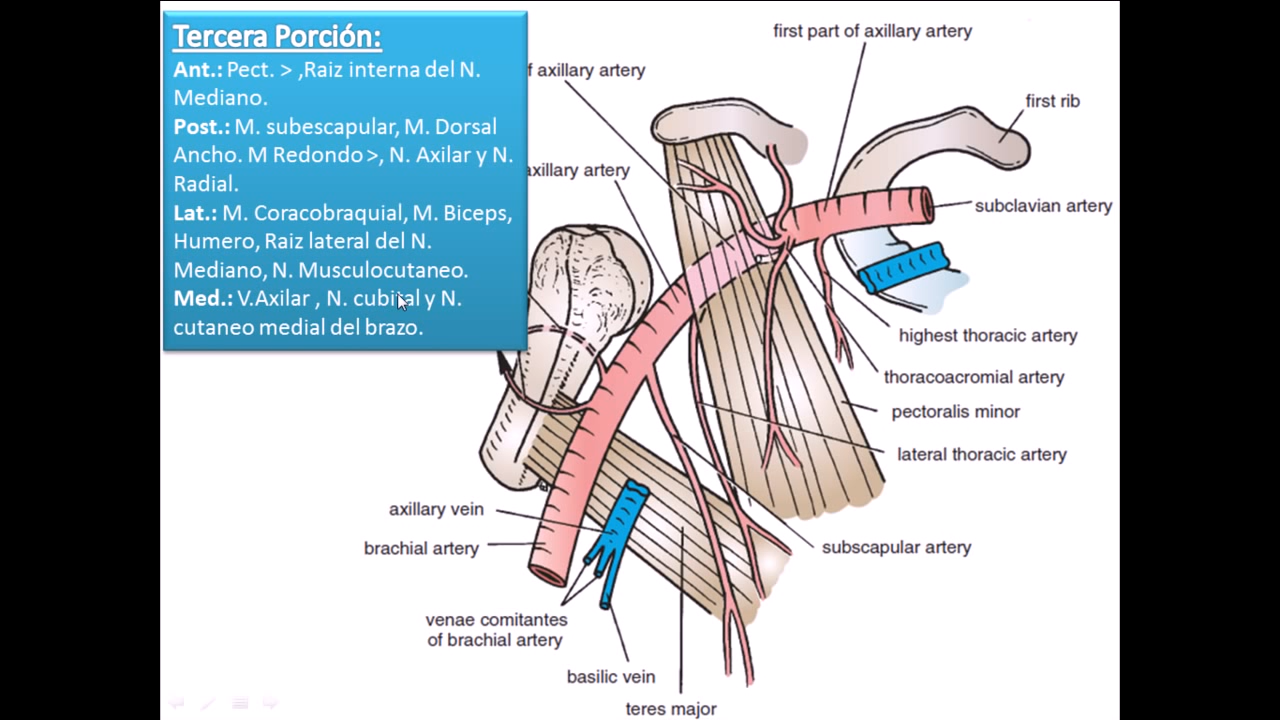 Tercera Porción:
Ant.: Pect. > ,Raiz interna del N.
Mediano.
Post.: M. subescapular, M. Dorsal
Ancho. M Redondo >, N. Axilar y N.
Radial.
Lat.: M. Coracobraquial, M. Biceps,
Humero, Raiz lateral del N.
Mediano, N. Musculocutaneo.
Med.: V.Axilar , N. cubital y N.
cutaneo medial del brazo.
first part of axillary artery
f axillary artery
first rib
axillary artery
subclavian artery
highest thoracic artery
thoracoacromial artery
pectoralis minor
lateral thoracic artery
axillary vein
brachial artery
subscapular artery
venae comitantes
of brachial artery
basilic vein
teres major